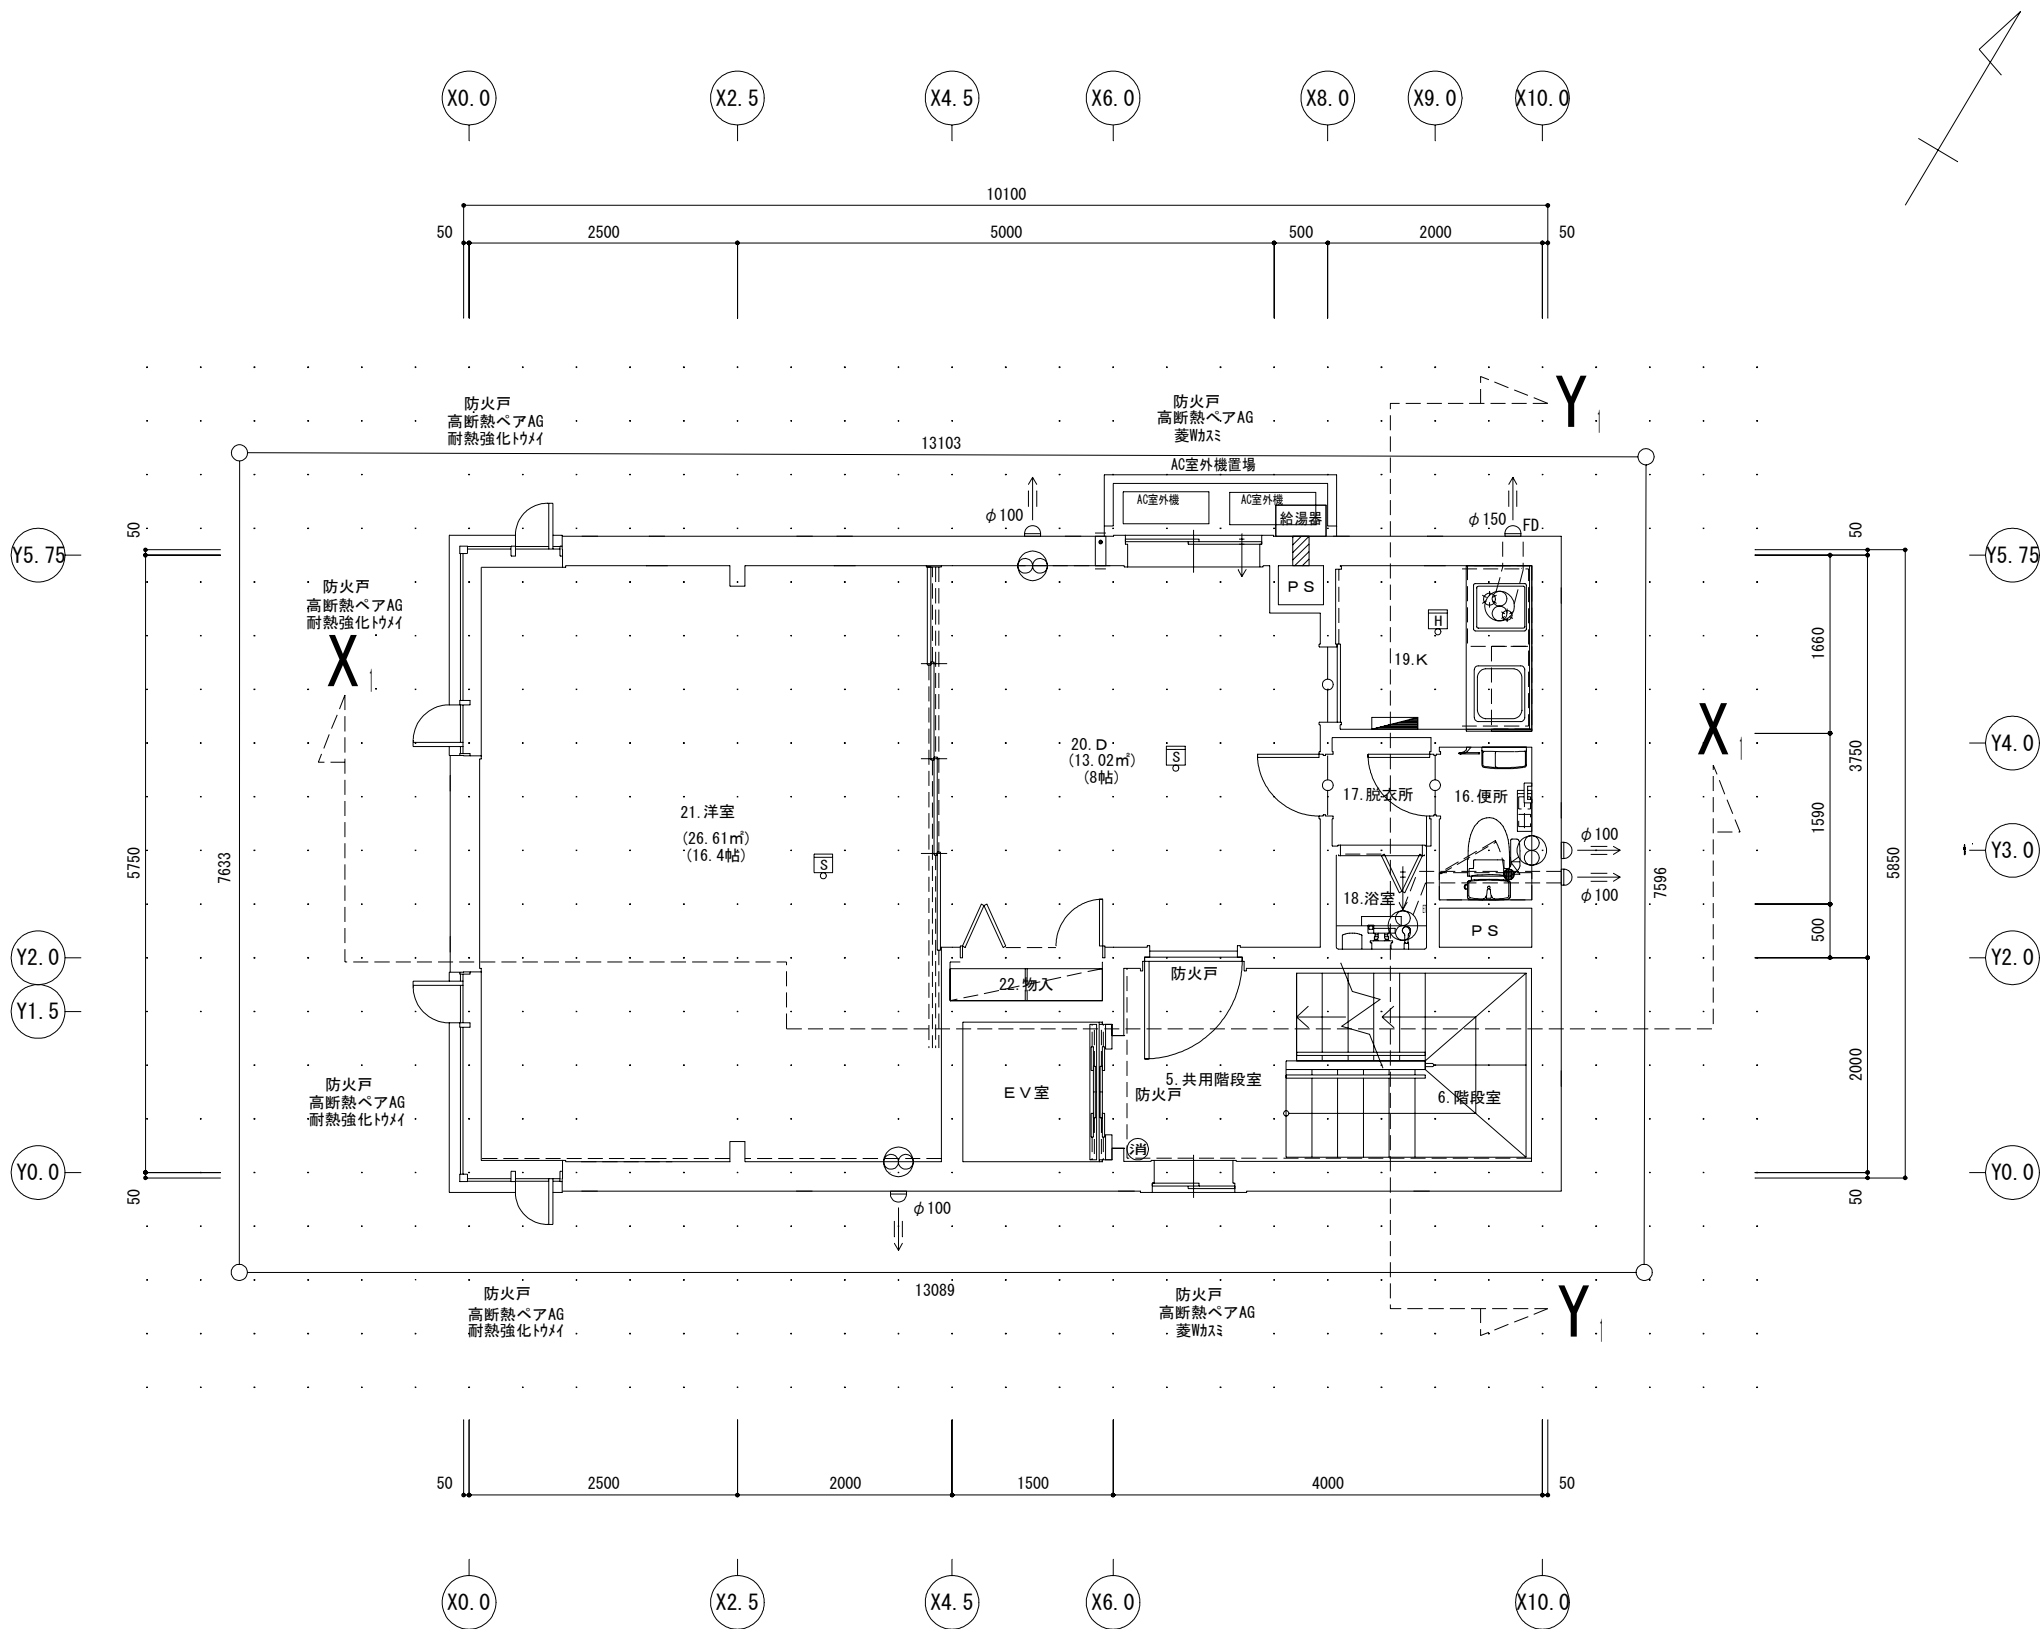 X0.0 X2.5 X4.5 X6.0 X8.0 X9.0 X10.0
10100
50 2500 5000 500 2000 50
防火戸
高断熱ペアAG
耐熱強化トウメイ
防火戸
高断熱ペアAG
菱Wカスミ
Y1
13103
AC室外機置場
AC室外機
AC室外機
給湯器
φ100
φ150
FD
50
50
Y5.75
Y5.75
防火戸
高断熱ペアAG
耐熱強化トウメイ
X1
PS
H
19.K
1660
X1
Y4.0
3750
20.D
(13.02㎡)
(8帖)
S
17.脱衣所
16.便所
21.洋室
(26.61㎡)
(16.4帖)
S
1590
φ100
Y3.0
5750
7633
7596
5850
φ100
18.浴室
PS
500
Y2.0
Y2.0
22.物入
防火戸
Y1.5
EV室
5.共用階段室
防火戸
6.階段室
2000
防火戸
高断熱ペアAG
耐熱強化トウメイ
消
Y0.0
Y0.0
50
50
φ100
13089
防火戸
高断熱ペアAG
耐熱強化トウメイ
防火戸
高断熱ペアAG
菱Wカスミ
Y1
50 2500 2000 1500 4000 50
X0.0 X2.5 X4.5 X6.0 X10.0